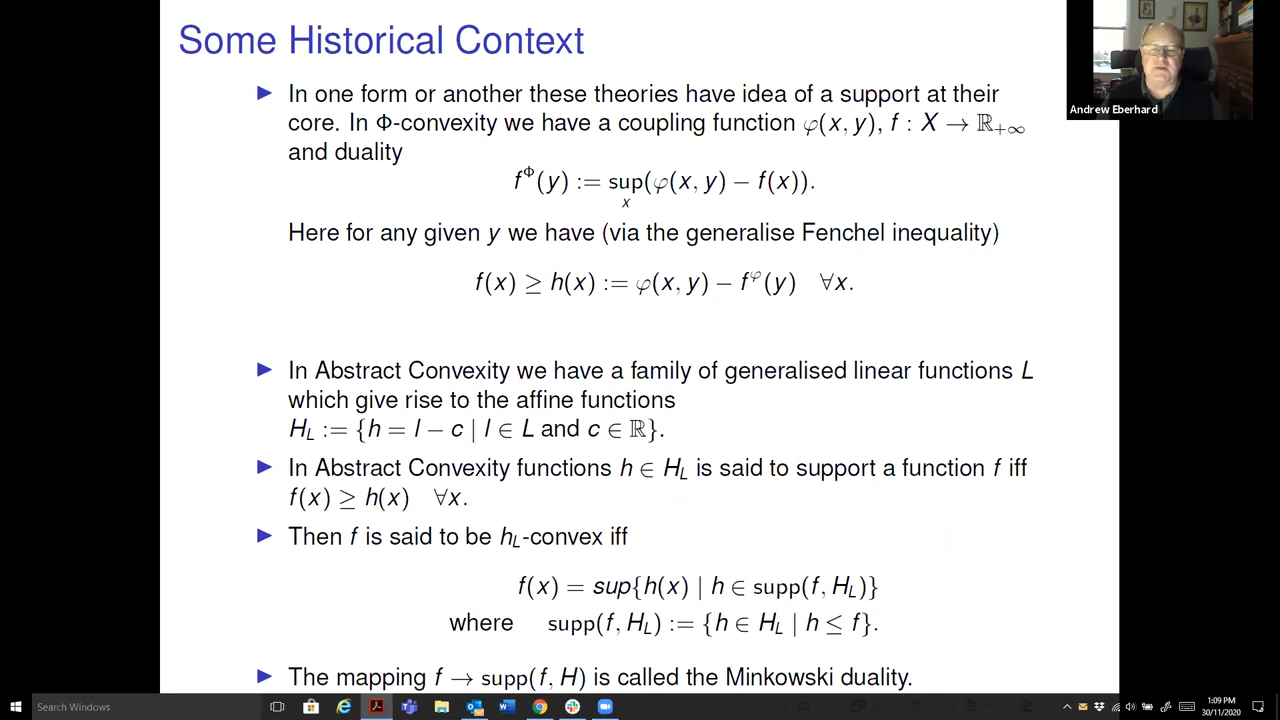 Some Historical Context
▶ In one form or another these theories have idea of a support at their
core. In Φ-convexity we have a coupling function φ(x, y), f : X → ℝ₊∞
and duality
f^Φ(y) := sup(φ(x, y) − f(x)).
x
Here for any given y we have (via the generalise Fenchel inequality)
f(x) ≥ h(x) := φ(x, y) − f^φ(y) ∀x.
▶ In Abstract Convexity we have a family of generalised linear functions L
which give rise to the affine functions
H_L := {h = l − c | l ∈ L and c ∈ ℝ}.
▶ In Abstract Convexity functions h ∈ H_L is said to support a function f iff
f(x) ≥ h(x) ∀x.
▶ Then f is said to be h_L-convex iff
f(x) = sup{h(x) | h ∈ supp(f, H_L)}
where supp(f, H_L) := {h ∈ H_L | h ≤ f}.
▶ The mapping f → supp(f, H) is called the Minkowski duality.
Andrew Eberhard
Search Windows
1:09 PM
30/11/2020